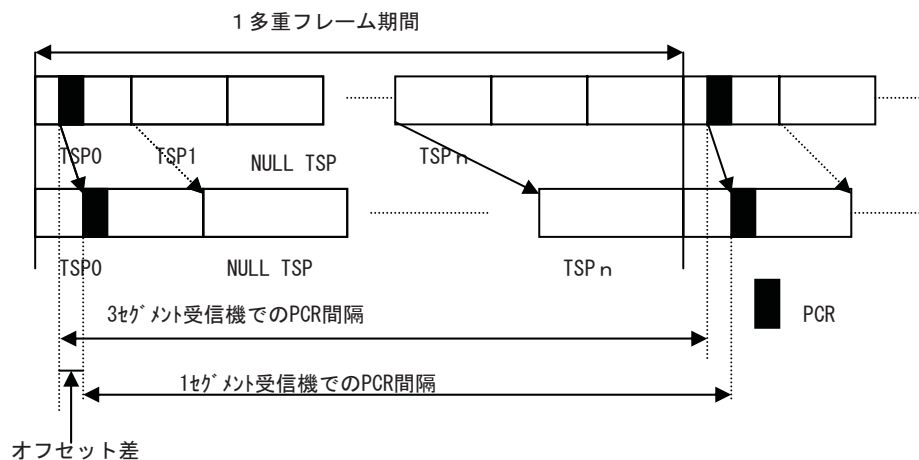 1多重フレーム期間
TSP0 TSP1 NULL TSP TSPn
TSP0 NULL TSP TSPn
3ｾｸﾞﾒﾝﾄ受信機でのPCR間隔
PCR
1ｾｸﾞﾒﾝﾄ受信機でのPCR間隔
オフセット差